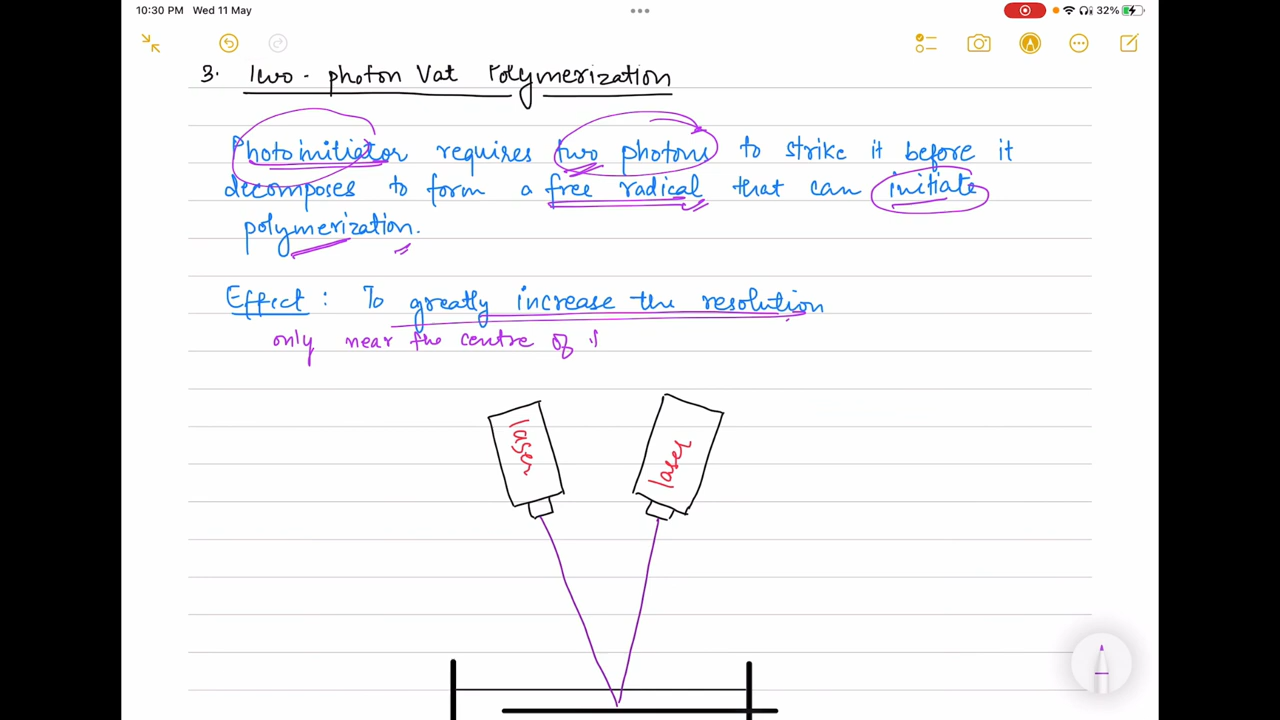 10:30 PM Wed 11 May
32%
3. Two-photon Vat Polymerization
Photoinitiator requires two photons to strike it before it
decomposes to form a free radical that can initiate
polymerization.
Effect: To greatly increase the resolution
only near the centre of
laser
laser